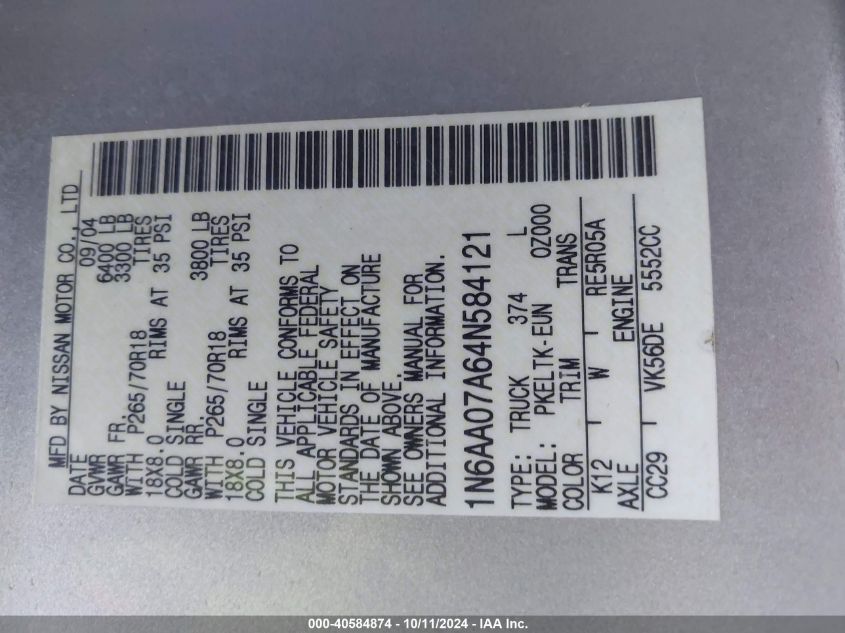 MFD BY NISSAN MOTOR CO., LTD
DATE 09/04
GVWR 6400 LB
GAWR FR, 3300 LB
WITH P265/70R18 TIRES
18X8.0 RIMS AT 35 PSI
COLD SINGLE
GAWR RR 3800 LB
WITH P265/70R18 TIRES
18X8.0 RIMS AT 35 PSI
COLD SINGLE
THIS VEHICLE CONFORMS TO
ALL APPLICABLE FEDERAL
MOTOR VEHICLE SAFETY
STANDARDS IN EFFECT ON
THE DATE OF MANUFACTURE
SHOWN ABOVE.
SEE OWNERS MANUAL FOR
ADDITIONAL INFORMATION.
1N6AA07A64N584121
TYPE: TRUCK 374 L
MODEL: PKELTK-EUN OZ000
COLOR TRIM TRANS
K12 W RE5R05A
AXLE ENGINE
CC29 VK56DE 5552CC
000-40584874 - 10/11/2024 - IAA Inc.